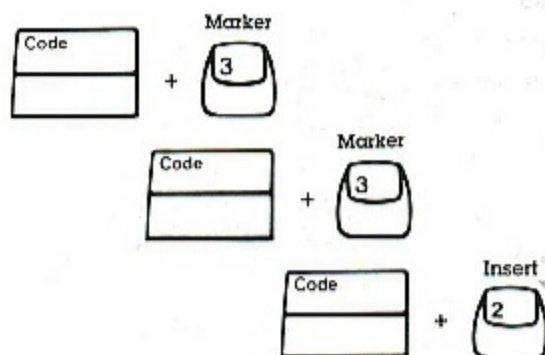 Marker
Code
+ 3
Marker
Code
+ 3
Insert
Code
+ 2